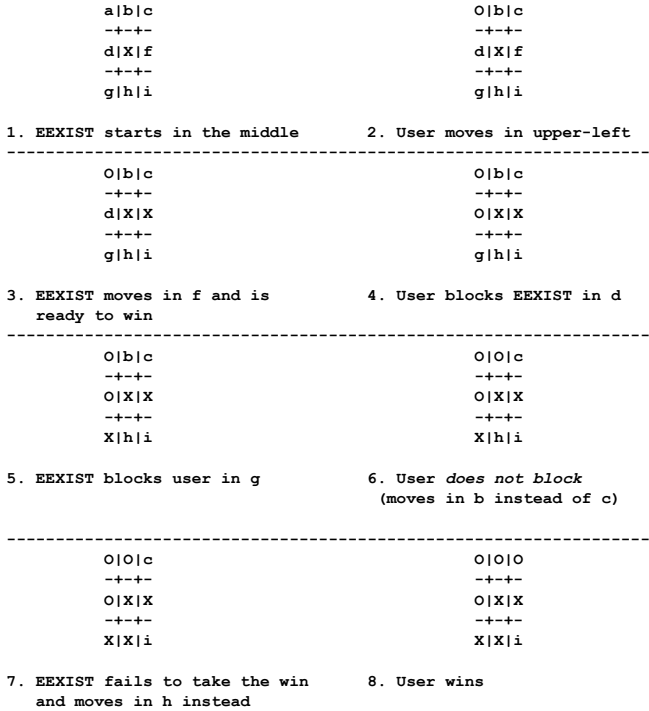 a|b|c O|b|c
-+-+- -+-+-
d|X|f d|X|f
-+-+- -+-+-
g|h|i g|h|i
1. EEXIST starts in the middle 2. User moves in upper-left
------------------------------------------------------------------
O|b|c O|b|c
-+-+- -+-+-
d|X|X O|X|X
-+-+- -+-+-
g|h|i g|h|i
3. EEXIST moves in f and is 4. User blocks EEXIST in d
ready to win
------------------------------------------------------------------
O|b|c O|O|c
-+-+- -+-+-
O|X|X O|X|X
-+-+- -+-+-
X|h|i X|h|i
5. EEXIST blocks user in g 6. User does not block
(moves in b instead of c)
------------------------------------------------------------------
O|O|c O|O|O
-+-+- -+-+-
O|X|X O|X|X
-+-+- -+-+-
X|X|i X|X|i
7. EEXIST fails to take the win 8. User wins
and moves in h instead